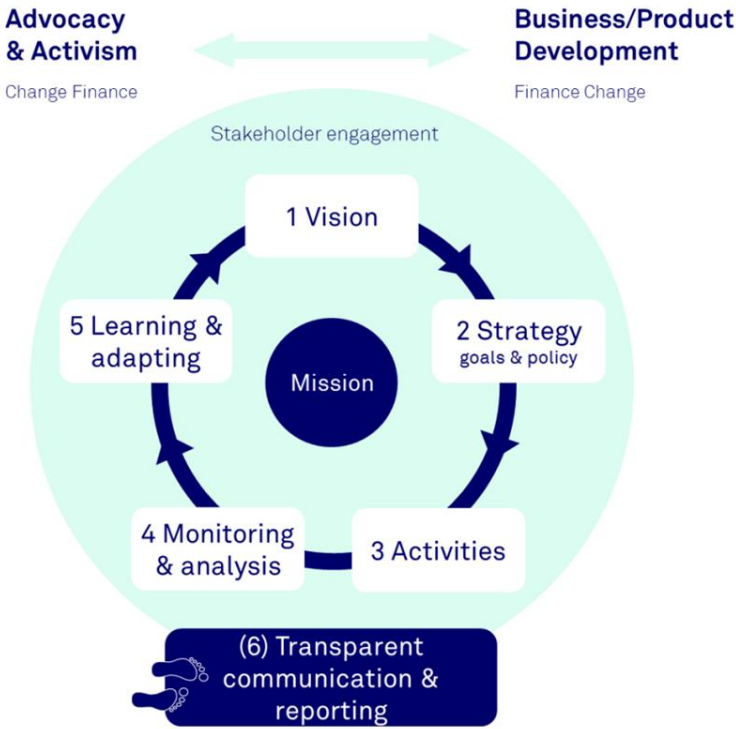 Advocacy
& Activism
Change Finance
Business/Product
Development
Finance Change
Stakeholder engagement
1 Vision
2 Strategy
goals & policy
3 Activities
4 Monitoring
& analysis
5 Learning &
adapting
Mission
(6) Transparent
communication &
reporting